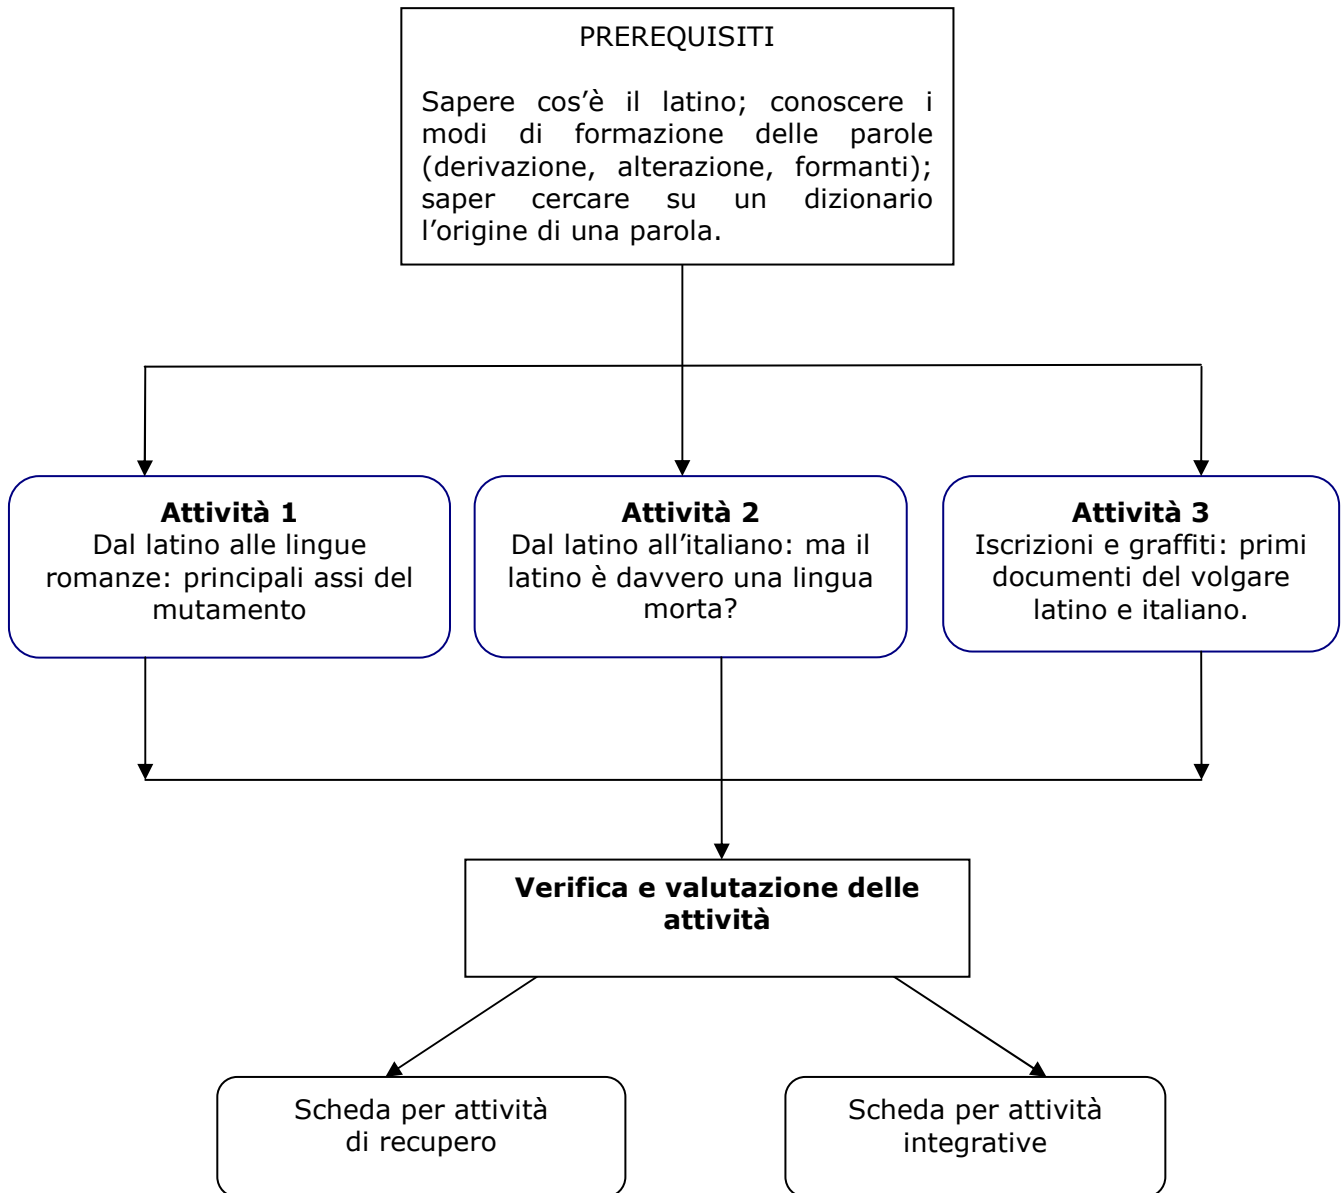 PREREQUISITI
Sapere cos’è il latino; conoscere i
modi di formazione delle parole
(derivazione, alterazione, formanti);
saper cercare su un dizionario
l’origine di una parola.
Attività 1
Dal latino alle lingue
romanze: principali assi del
mutamento
Attività 2
Dal latino all’italiano: ma il
latino è davvero una lingua
morta?
Attività 3
Iscrizioni e graffiti: primi
documenti del volgare
latino e italiano.
Verifica e valutazione delle
attività
Scheda per attività
di recupero
Scheda per attività
integrative